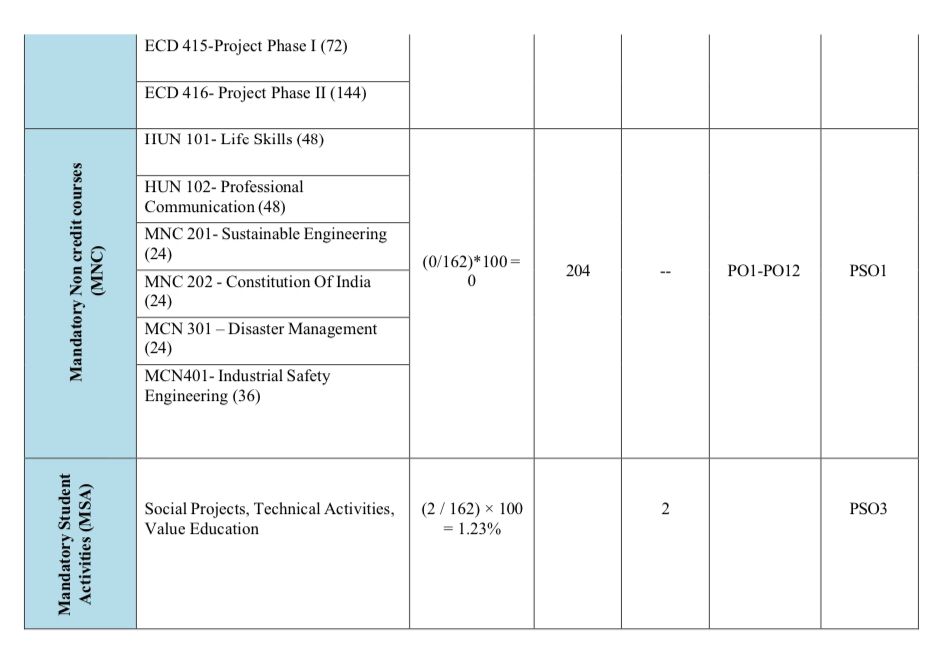 ECD 415-Project Phase I (72)
ECD 416- Project Phase II (144)
Mandatory Non credit courses
(MNC)
HUN 101- Life Skills (48)
HUN 102- Professional
Communication (48)
MNC 201- Sustainable Engineering
(24)
MNC 202 - Constitution Of India
(24)
MCN 301 – Disaster Management
(24)
MCN401- Industrial Safety
Engineering (36)
(0/162)*100 =
0
204
--
PO1-PO12
PSO1
Mandatory Student
Activities (MSA)
Social Projects, Technical Activities,
Value Education
(2 / 162) × 100
= 1.23%
2
PSO3